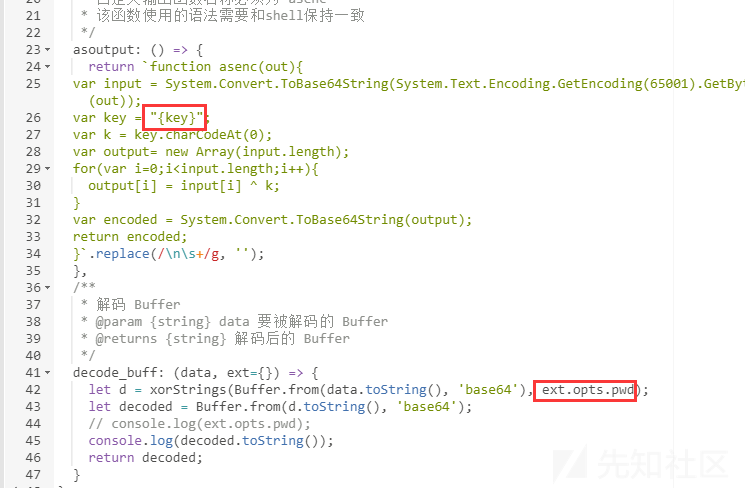 21 * 该函数使用的语法需要和shell保持一致
22 */
23 asoutput: () => {
24 return `function asenc(out){
25 var input = System.Convert.ToBase64String(System.Text.Encoding.GetEncoding(65001).GetByt
(out));
26 var key = "{key}";
27 var k = key.charCodeAt(0);
28 var output= new Array(input.length);
29 for(var i=0;i<input.length;i++){
30 output[i] = input[i] ^ k;
31 }
32 var encoded = System.Convert.ToBase64String(output);
33 return encoded;
34 }`.replace(/\n\s+/g, '');
35 },
36 /**
37 * 解码 Buffer
38 * @param {string} data 要被解码的 Buffer
39 * @returns {string} 解码后的 Buffer
40 */
41 decode_buff: (data, ext={}) => {
42 let d = xorStrings(Buffer.from(data.toString(), 'base64'), ext.opts.pwd);
43 let decoded = Buffer.from(d.toString(), 'base64');
44 // console.log(ext.opts.pwd);
45 console.log(decoded.toString());
46 return decoded;
47 }
先知社区